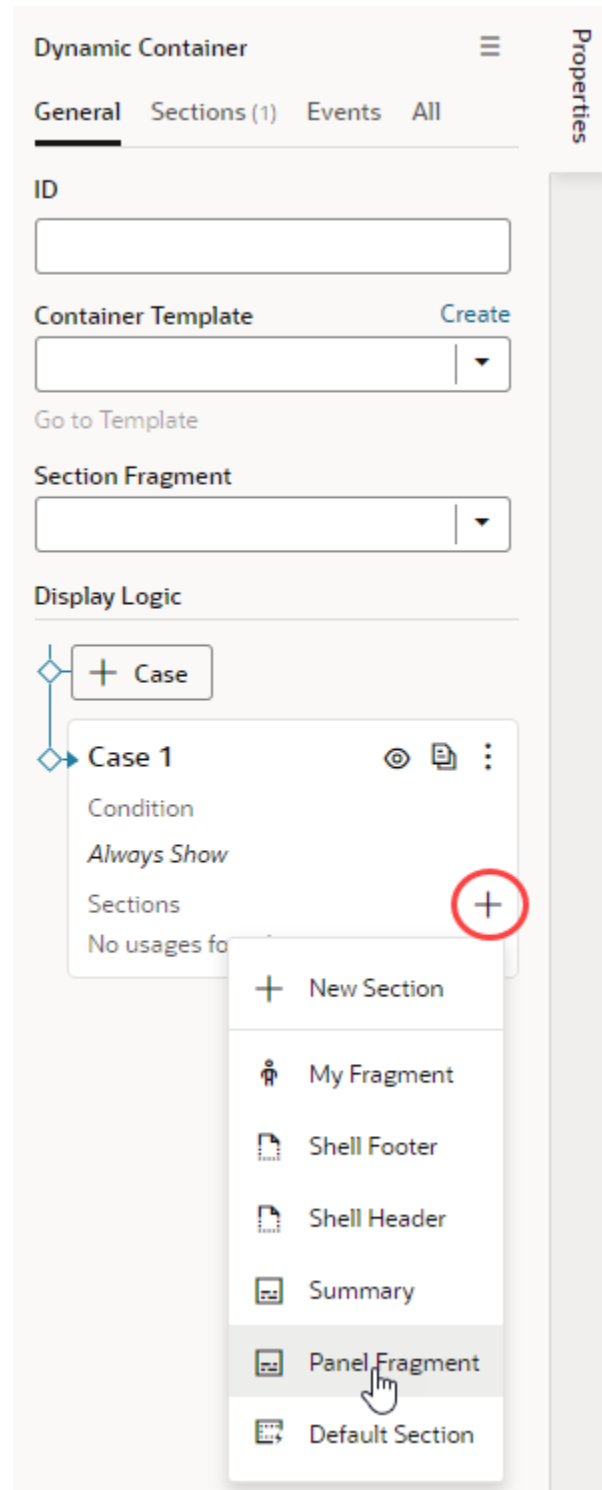 Dynamic Container
Properties
General Sections (1) Events All
ID
Container Template Create
Go to Template
Section Fragment
Display Logic
+ Case
Case 1
Condition
Always Show
Sections
No usages fo
+ New Section
My Fragment
Shell Footer
Shell Header
Summary
Panel Fragment
Default Section